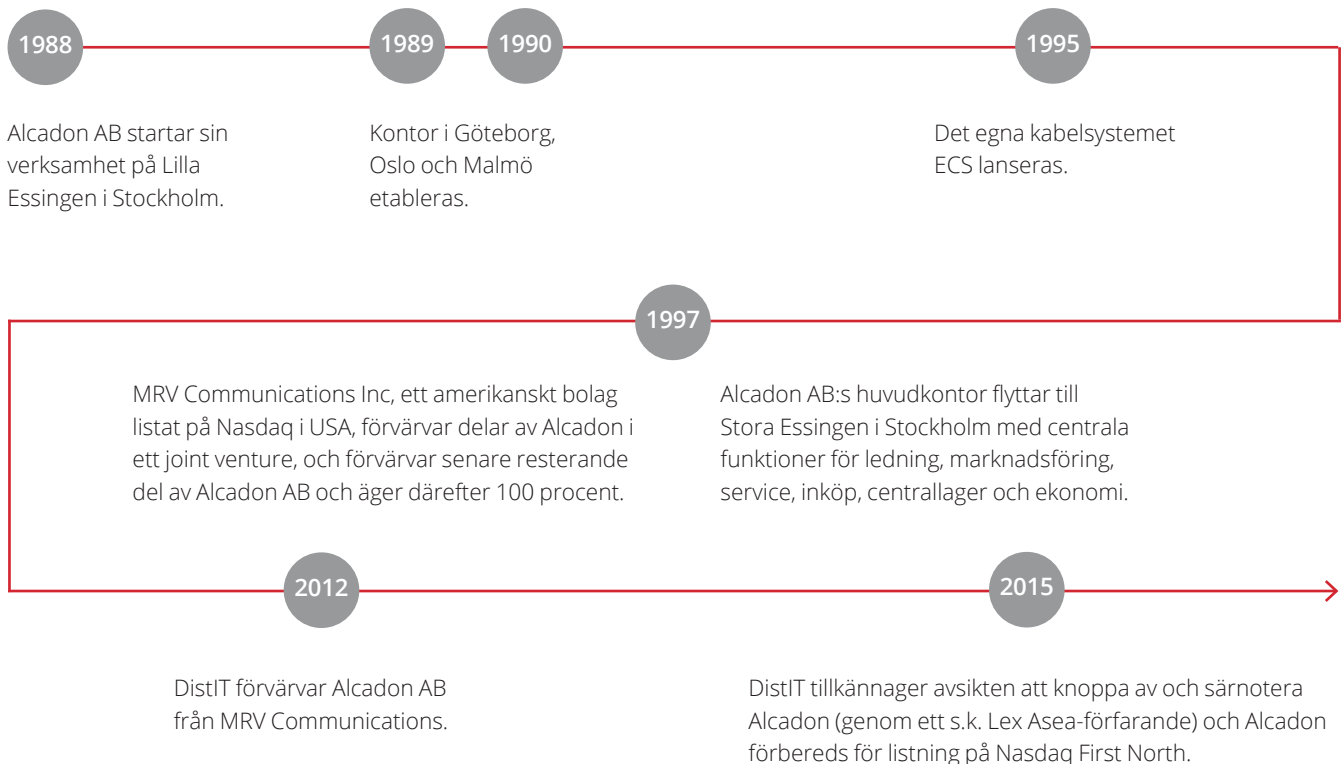 1988
Alcadon AB startar sin
verksamhet på Lilla
Essingen i Stockholm.
1989
1990
Kontor i Göteborg,
Oslo och Malmö
etableras.
1995
Det egna kabelsystemet
ECS lanseras.
1997
MRV Communications Inc, ett amerikanskt bolag
listat på Nasdaq i USA, förvärvar delar av Alcadon i
ett joint venture, och förvärvar senare resterande
del av Alcadon AB och äger därefter 100 procent.
Alcadon AB:s huvudkontor flyttar till
Stora Essingen i Stockholm med centrala
funktioner för ledning, marknadsföring,
service, inköp, centrallager och ekonomi.
2012
DistIT förvärvar Alcadon AB
från MRV Communications.
2015
DistIT tillkännager avsikten att knoppa av och särnotera
Alcadon (genom ett s.k. Lex Asea-förfarande) och Alcadon
förbereds för listning på Nasdaq First North.